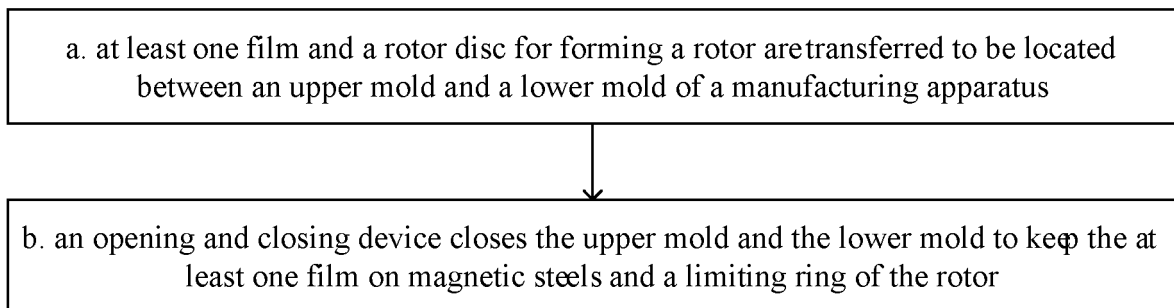 a. at least one film and a rotor disc for forming a rotor are transferred to be located
between an upper mold and a lower mold of a manufacturing apparatus
b. an opening and closing device closes the upper mold and the lower mold to keep the at
least one film on magnetic steels and a limiting ring of the rotor